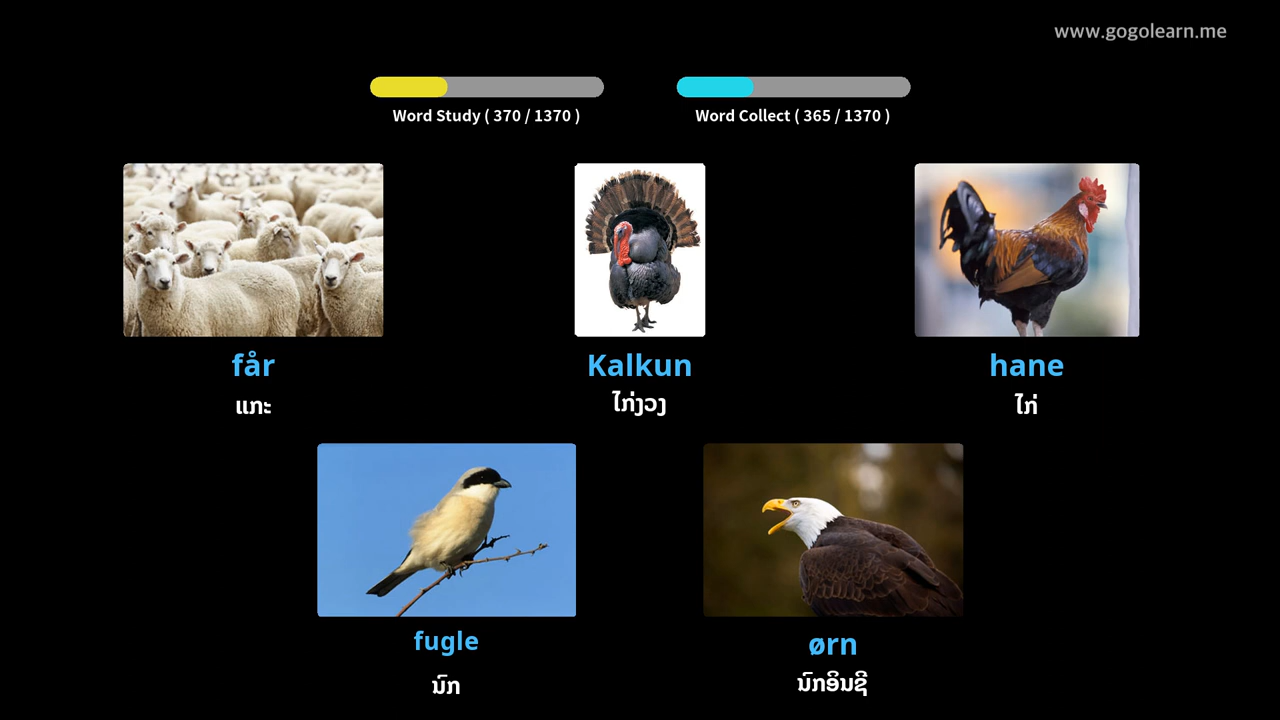 www.gogolearn.me
Word Study ( 370 / 1370 )
Word Collect ( 365 / 1370 )
får
ແກະ
Kalkun
ໄກ່ງວງ
hane
ໄກ່
fugle
ນົກ
ørn
ນົກອິນຊີ